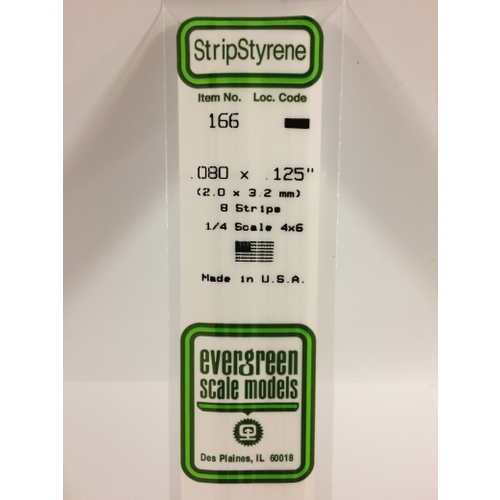 StripStyrene
Item No. Loc. Code
166
.080 x .125"
(2.0 x 3.2 mm)
8 Strips
1/4 Scale 4x6
Made in U.S.A.
evergreen
scale models
Des Plaines, IL 60018